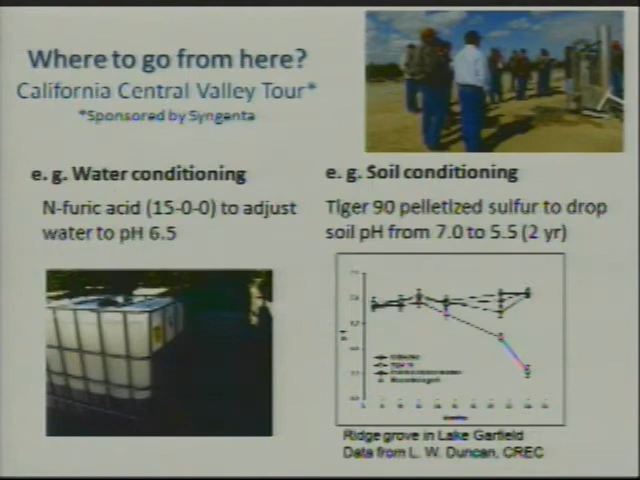 Where to go from here?
California Central Valley Tour*
*Sponsored by Syngenta
e. g. Water conditioning
N-furic acid (15-0-0) to adjust
water to pH 6.5
e. g. Soil conditioning
Tiger 90 pelletized sulfur to drop
soil pH from 7.0 to 5.5 (2 yr)
Ridge grove in Lake Garfield
Data from L. W. Duncan, CREC